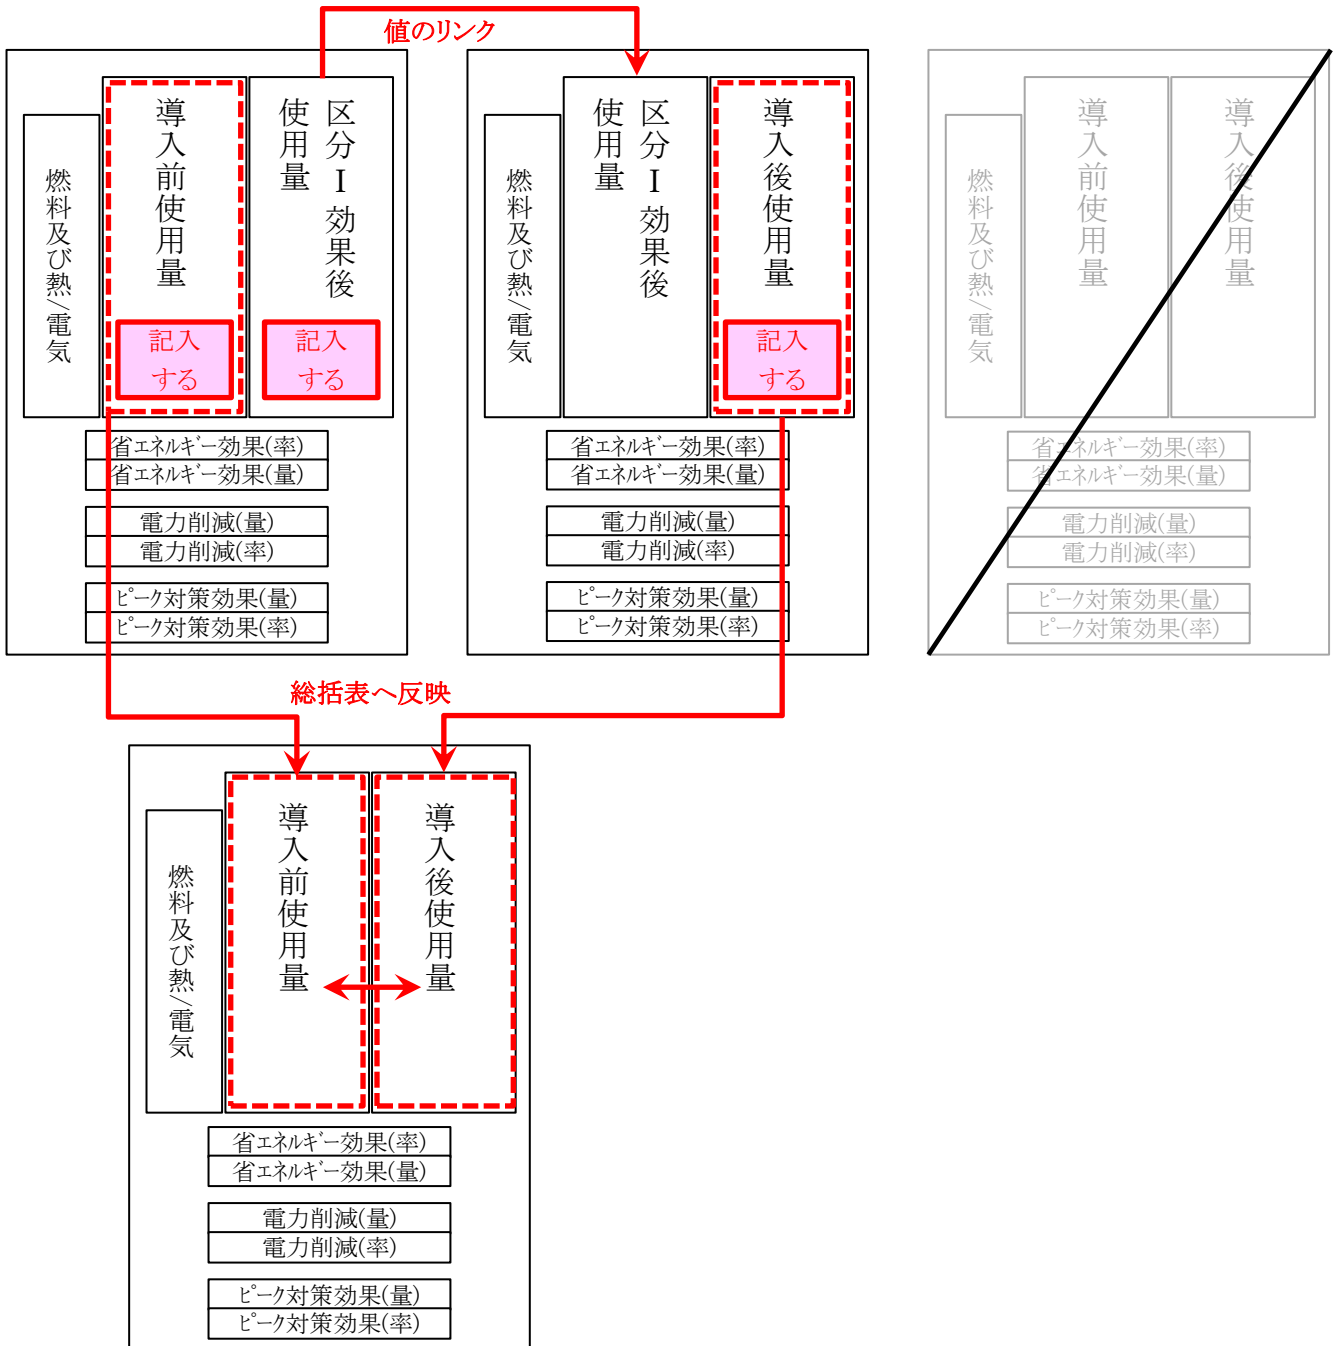 値のリンク
燃料及び熱/電気
導入前使用量
記入
する
区分Ⅰ効果後
使用量
記入
する
省エネルギー効果(率)
省エネルギー効果(量)
電力削減(量)
電力削減(率)
ピーク対策効果(量)
ピーク対策効果(率)
燃料及び熱/電気
区分Ⅰ効果後
使用量
導入後使用量
記入
する
省エネルギー効果(率)
省エネルギー効果(量)
電力削減(量)
電力削減(率)
ピーク対策効果(量)
ピーク対策効果(率)
燃料及び熱/電気
導入前使用量
導入後使用量
省エネルギー効果(率)
省エネルギー効果(量)
電力削減(量)
電力削減(率)
ピーク対策効果(量)
ピーク対策効果(率)
総括表へ反映
燃料及び熱/電気
導入前使用量
導入後使用量
省エネルギー効果(率)
省エネルギー効果(量)
電力削減(量)
電力削減(率)
ピーク対策効果(量)
ピーク対策効果(率)